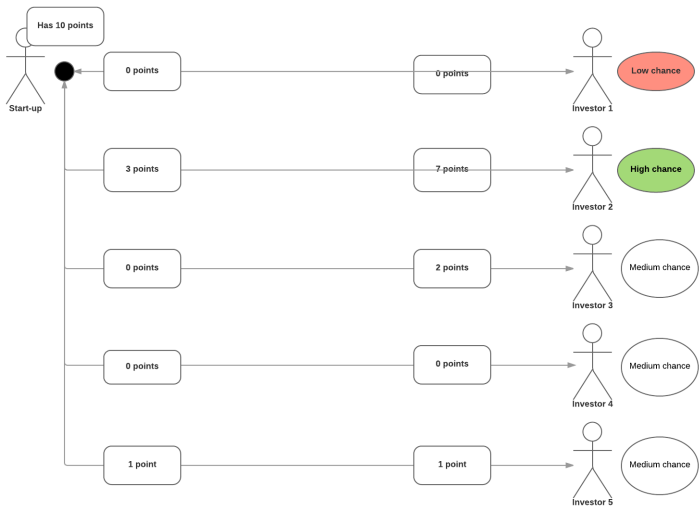 Has 10 points
Start-up
0 points
0 points
Investor 1
Low chance
3 points
7 points
Investor 2
High chance
0 points
2 points
Investor 3
Medium chance
0 points
0 points
Investor 4
Medium chance
1 point
1 point
Investor 5
Medium chance